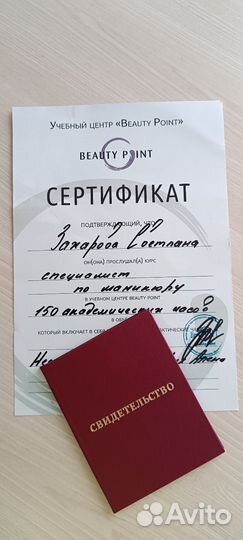 Учебный центр «Beauty Point»
BEAUTY POINT
СЕРТИФИКАТ
ПОДТВЕРЖДАЮЩИЙ, ЧТО
Захарова Светлана
ОН(ОНА) ПРОСЛУШАЛ(А) КУРС
специалист
по маникюру
В УЧЕБНОМ ЦЕНТРЕ BEAUTY POINT
150 академических часов
В ОБЪ
КОТОРЫЙ ВКЛЮЧАЕТ В СЕБЯ
СВИДЕТЕЛЬСТВО
Avito